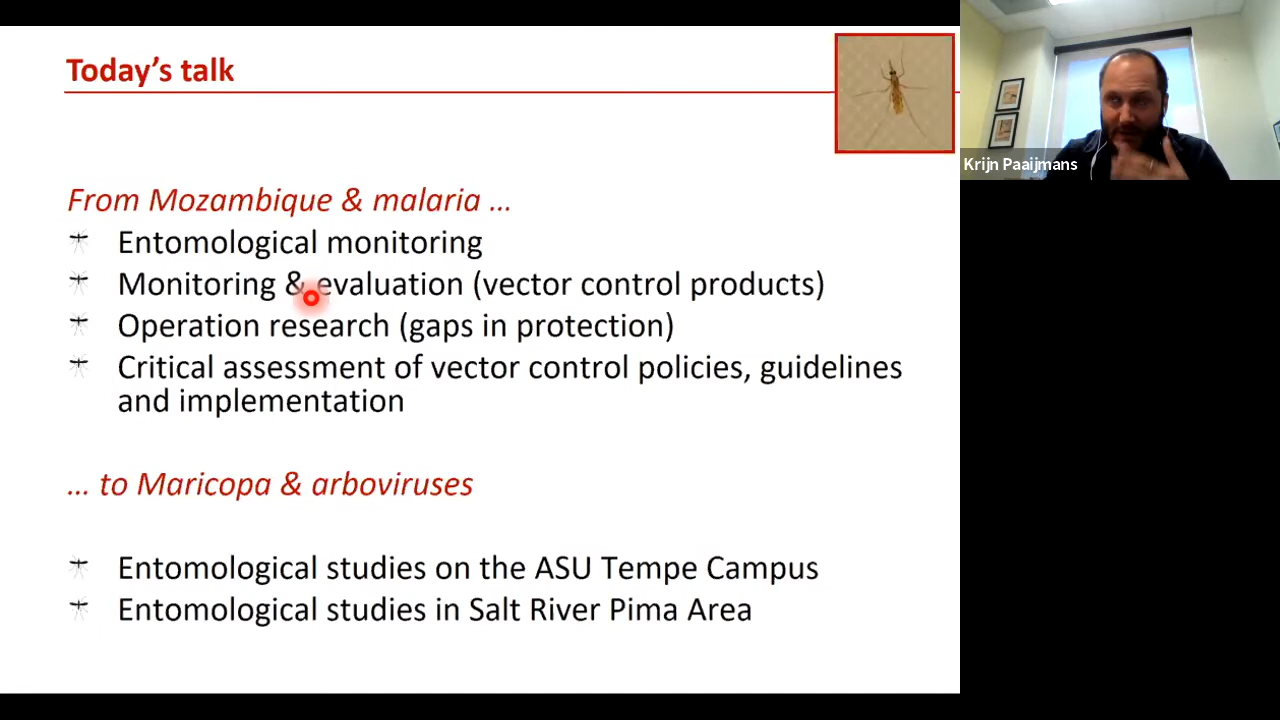 Today's talk
Krijn Paaijmans
From Mozambique & malaria ...
Entomological monitoring
Monitoring & evaluation (vector control products)
Operation research (gaps in protection)
Critical assessment of vector control policies, guidelines
and implementation
... to Maricopa & arboviruses
Entomological studies on the ASU Tempe Campus
Entomological studies in Salt River Pima Area